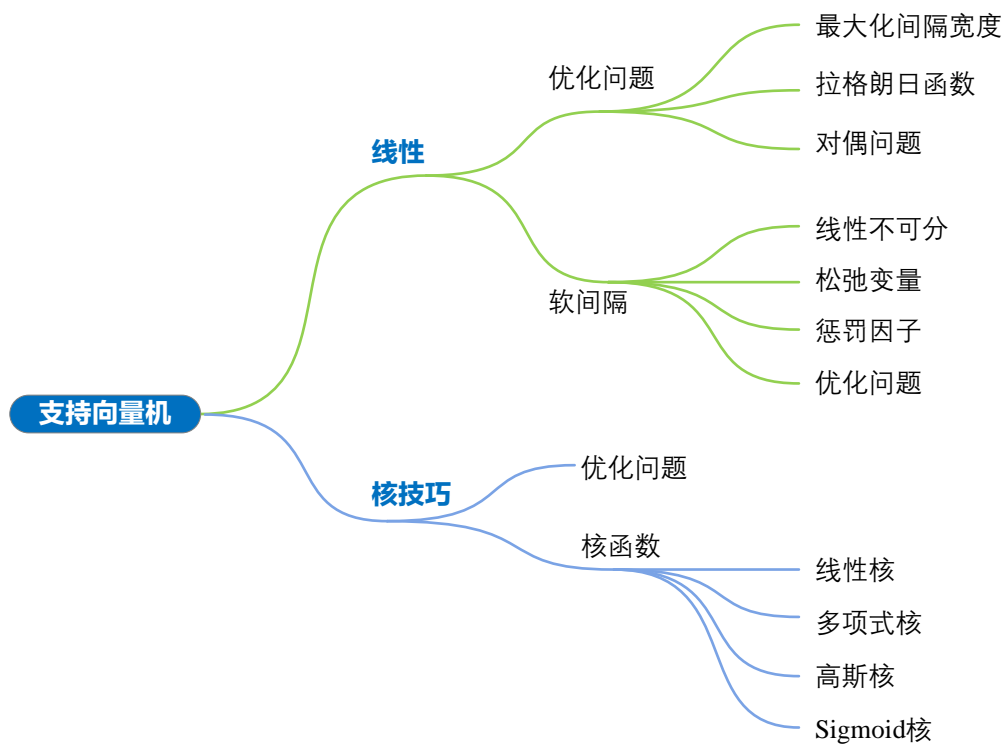 支持向量机
线性
优化问题
最大化间隔宽度
拉格朗日函数
对偶问题
软间隔
线性不可分
松弛变量
惩罚因子
优化问题
核技巧
优化问题
核函数
线性核
多项式核
高斯核
Sigmoid核